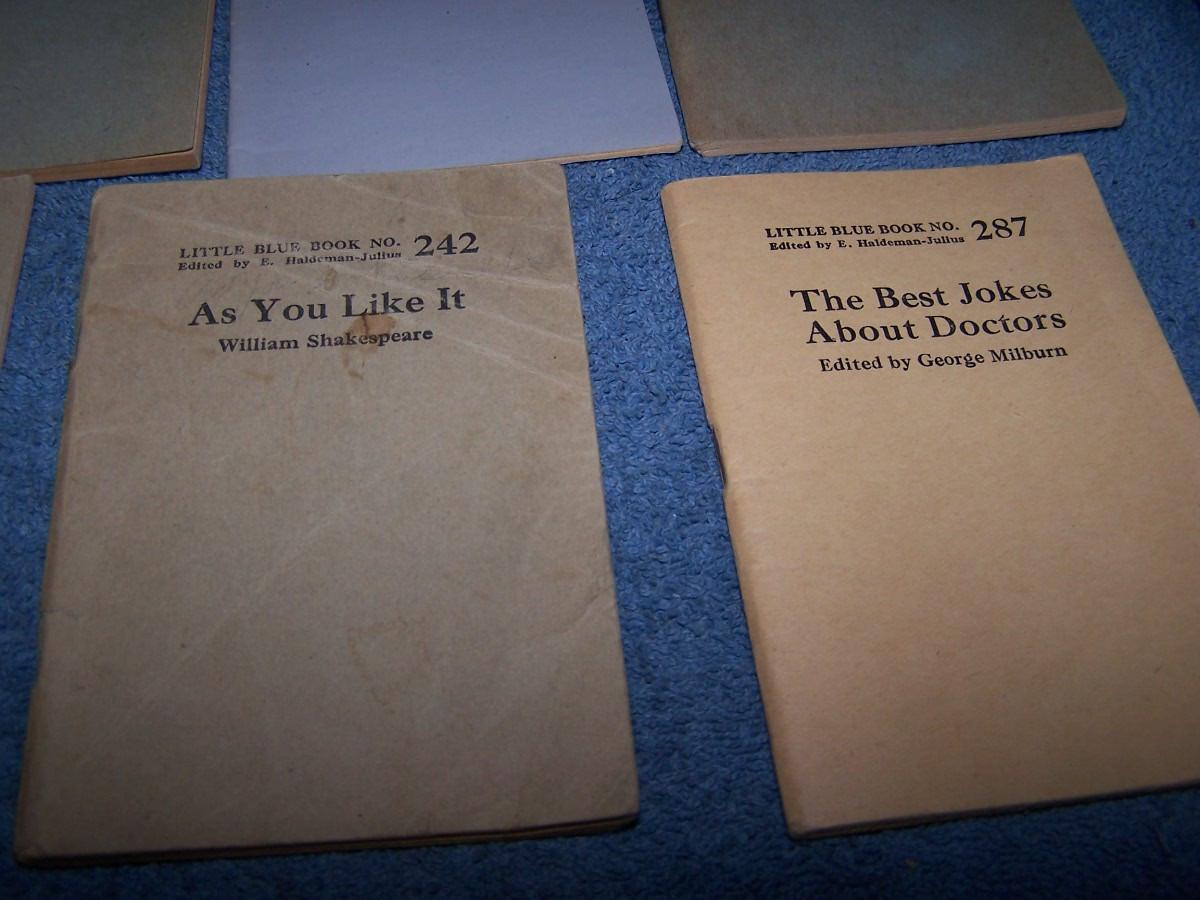 LITTLE BLUE BOOK NO. 242
Edited by E. Haldeman-Julius
As You Like It
William Shakespeare
LITTLE BLUE BOOK NO. 287
Edited by E. Haldeman-Julius
The Best Jokes
About Doctors
Edited by George Milburn